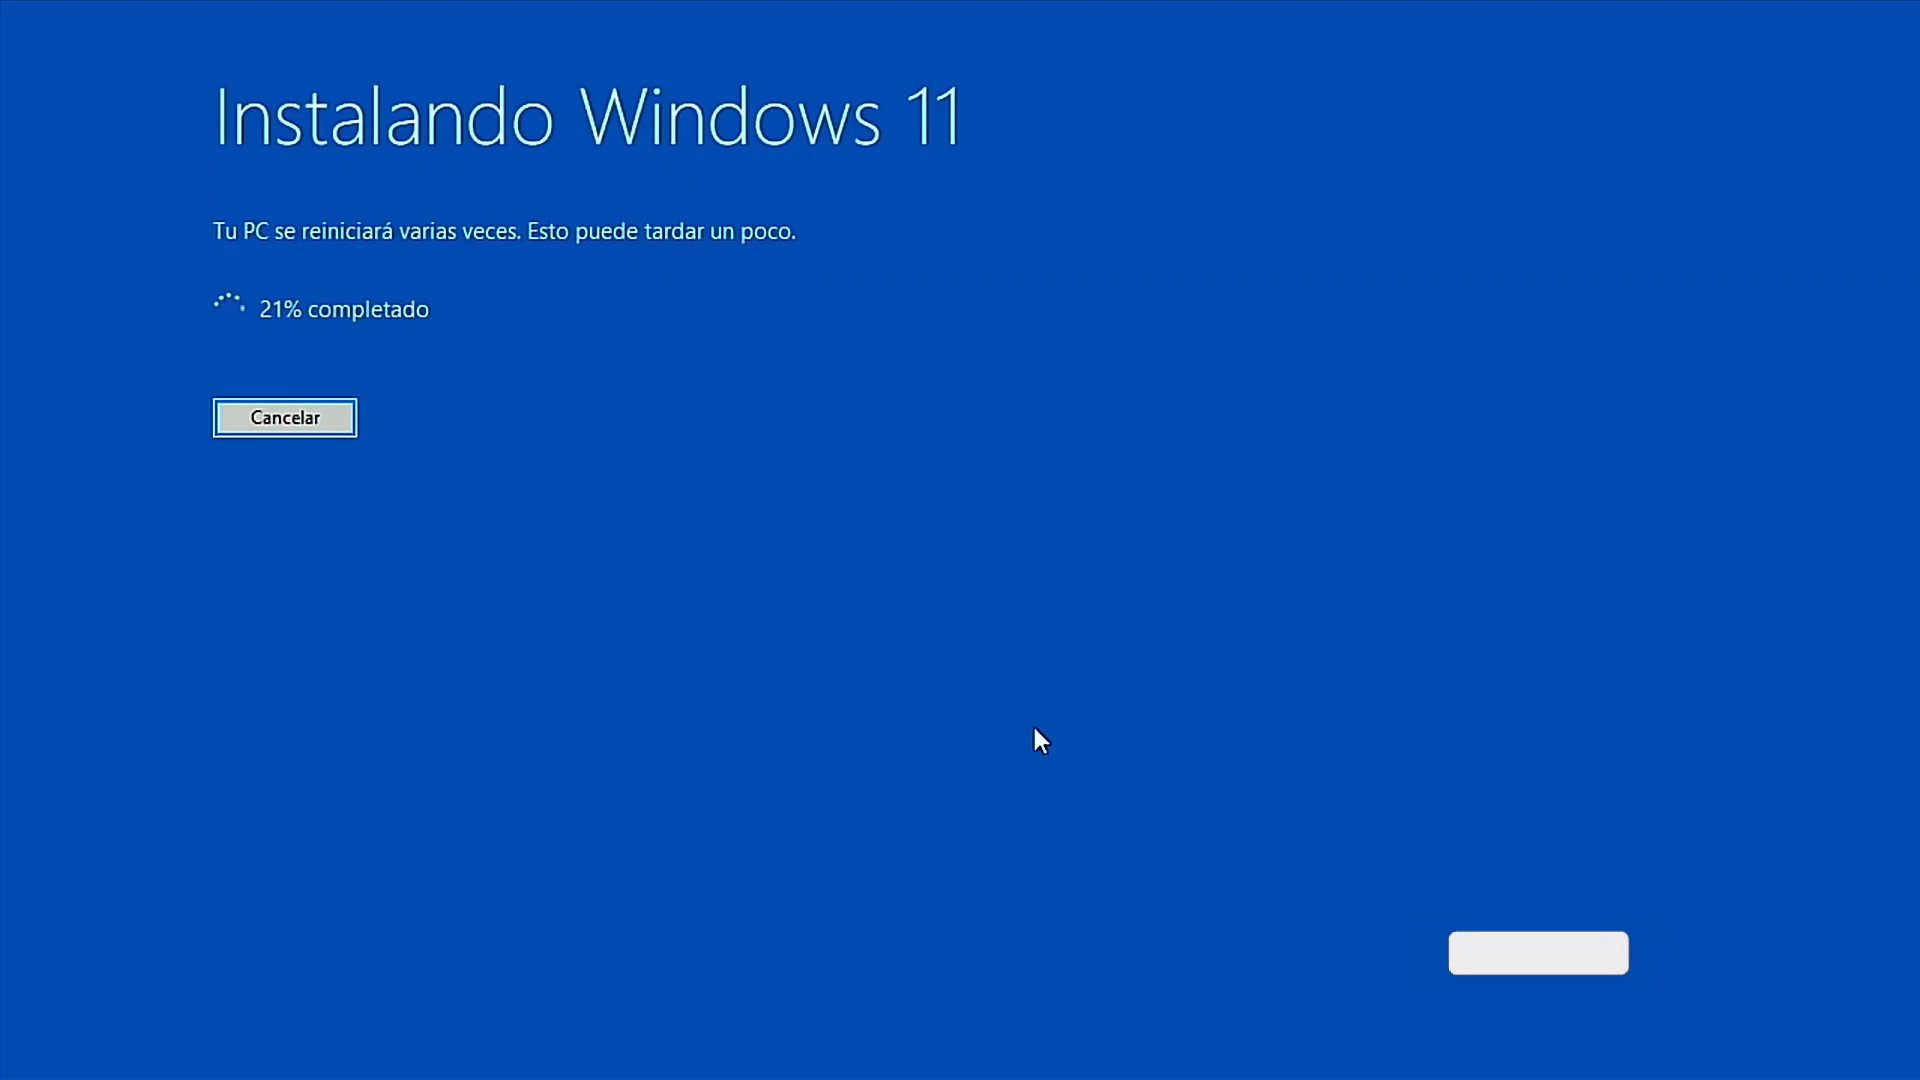 Instalando Windows 11
Tu PC se reiniciará varias veces. Esto puede tardar un poco.
21% completado
Cancelar